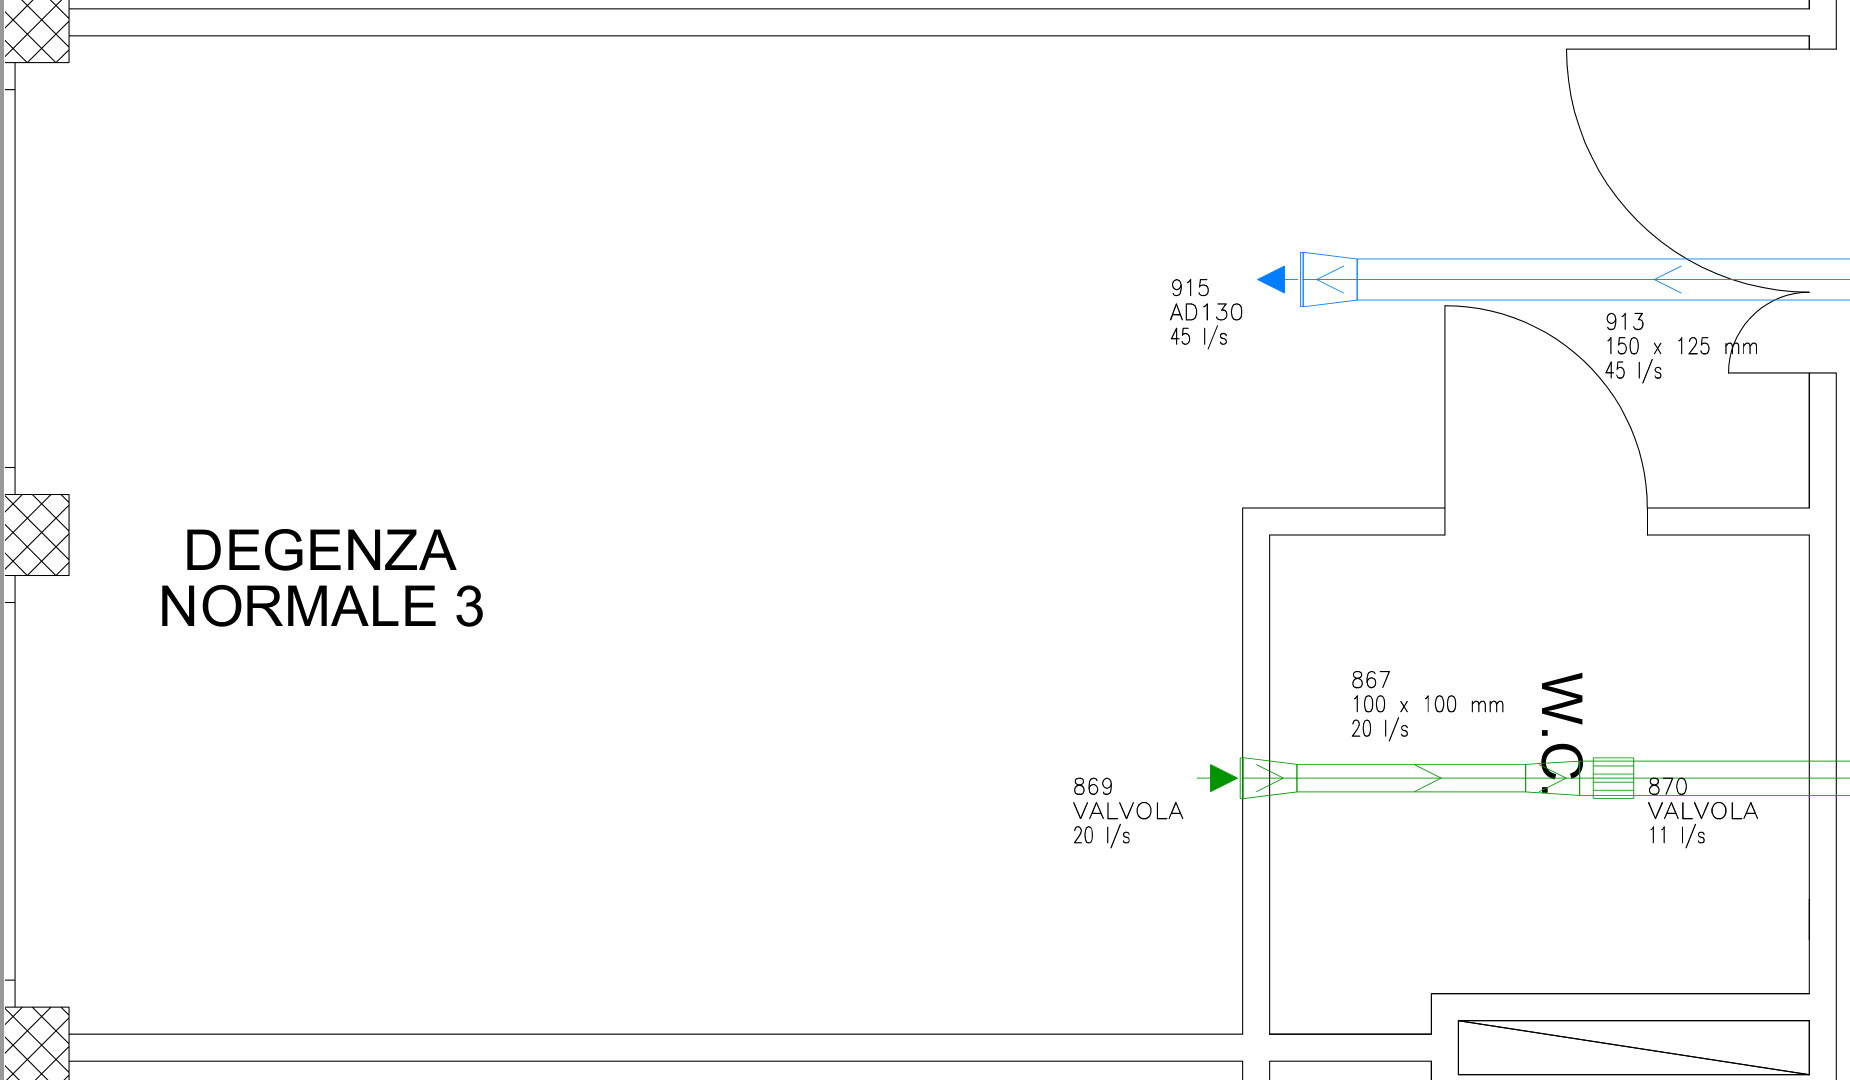 915
AD130
45 l/s
913
150 x 125 mm
45 l/s
DEGENZA
NORMALE 3
867
100 x 100 mm
20 l/s
W.C.
869
VALVOLA
20 l/s
870
VALVOLA
11 l/s